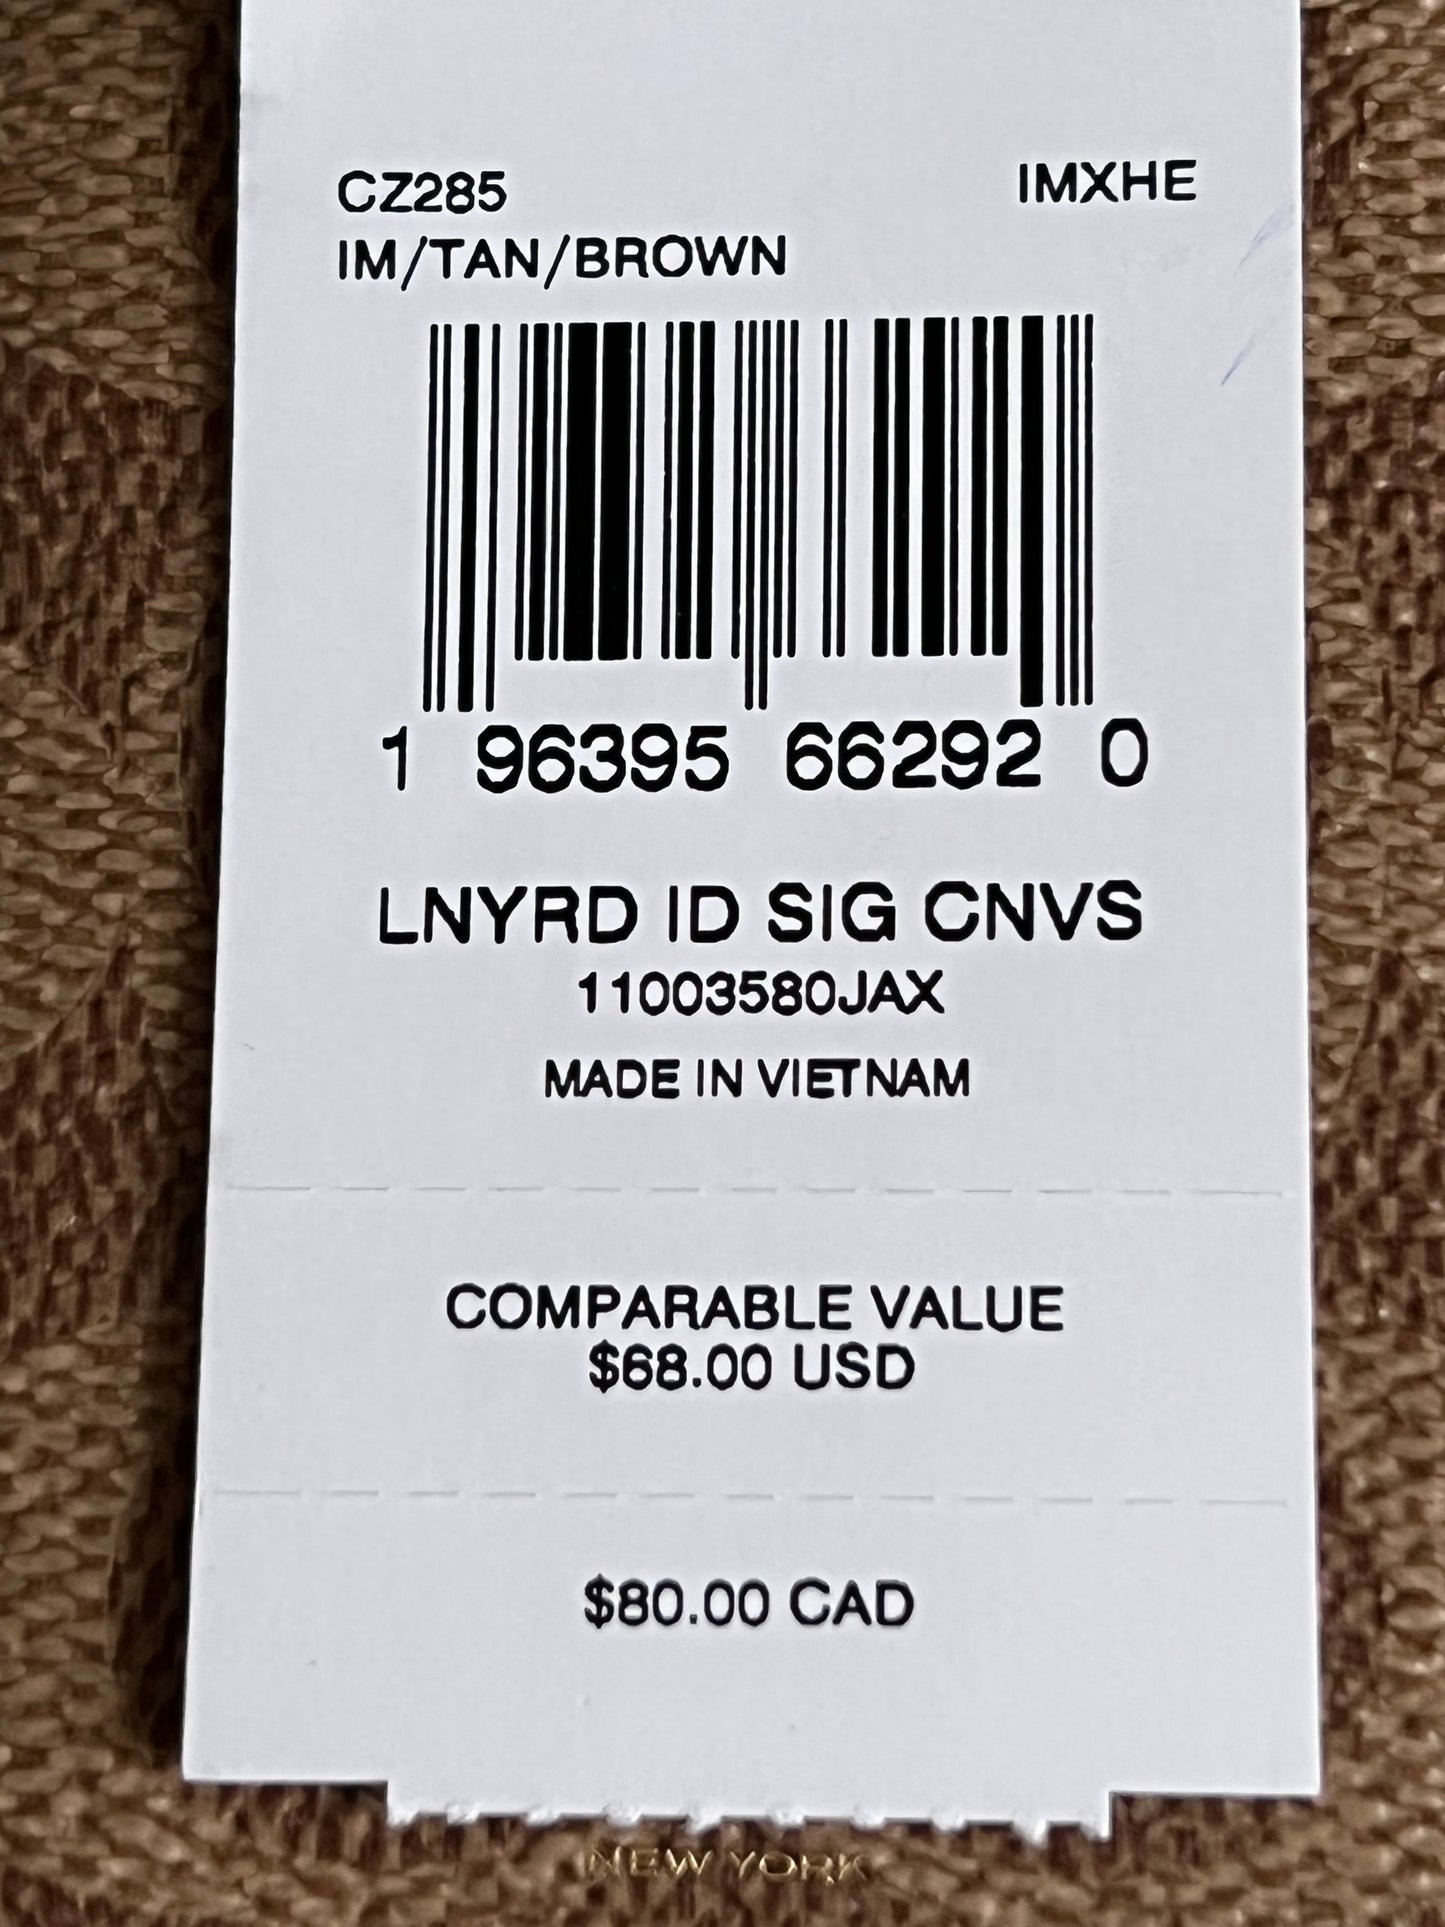 CZ285 IMXHE
IM/TAN/BROWN
1 96395 66292 0
LNYRD ID SIG CNVS
11003580JAX
MADE IN VIETNAM
COMPARABLE VALUE
$68.00 USD
$80.00 CAD
NEW YORK